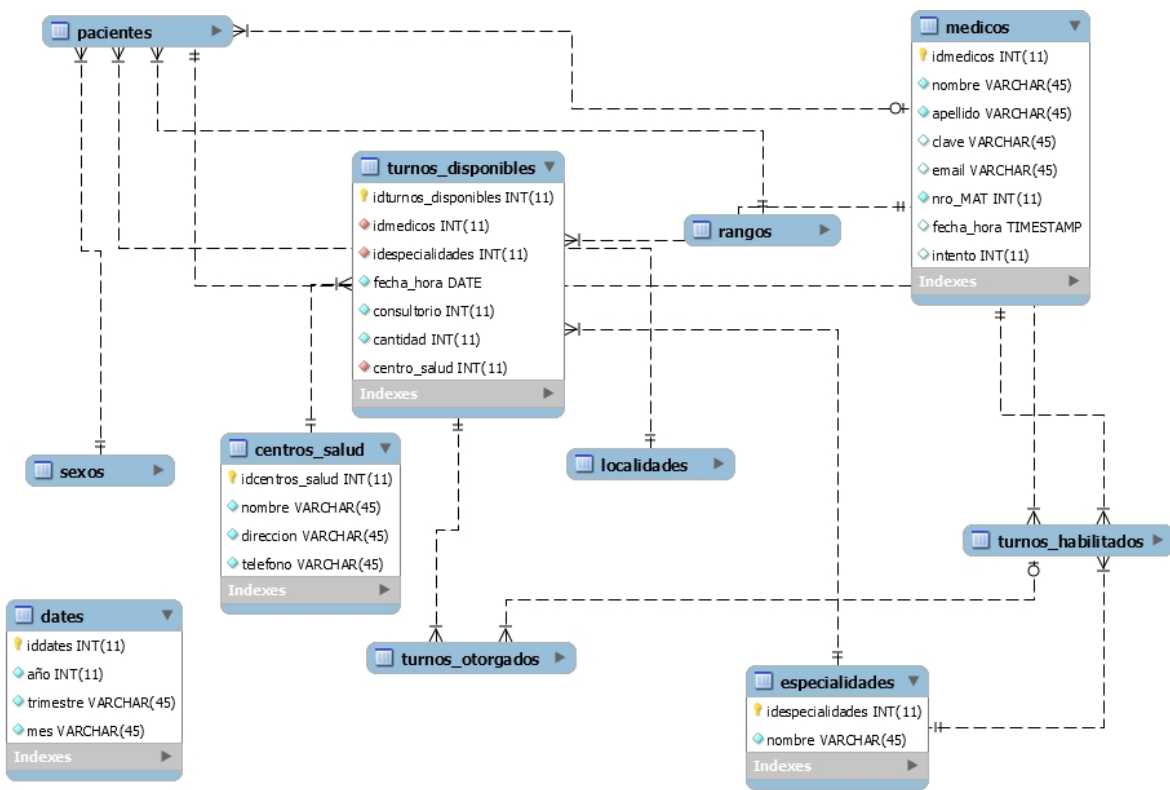 pacientes
medicos
idmedicos INT(11)
nombre VARCHAR(45)
apellido VARCHAR(45)
clave VARCHAR(45)
email VARCHAR(45)
nro_MAT INT(11)
fecha_hora TIMESTAMP
intento INT(11)
Indexes
turnos_disponibles
idturnos_disponibles INT(11)
idmedicos INT(11)
idespecialidades INT(11)
fecha_hora DATE
consultorio INT(11)
cantidad INT(11)
centro_salud INT(11)
Indexes
rangos
sexos
centros_salud
idcentros_salud INT(11)
nombre VARCHAR(45)
direccion VARCHAR(45)
telefono VARCHAR(45)
Indexes
localidades
turnos_habilitados
dates
iddates INT(11)
año INT(11)
trimestre VARCHAR(45)
mes VARCHAR(45)
Indexes
turnos_otorgados
especialidades
idespecialidades INT(11)
nombre VARCHAR(45)
Indexes